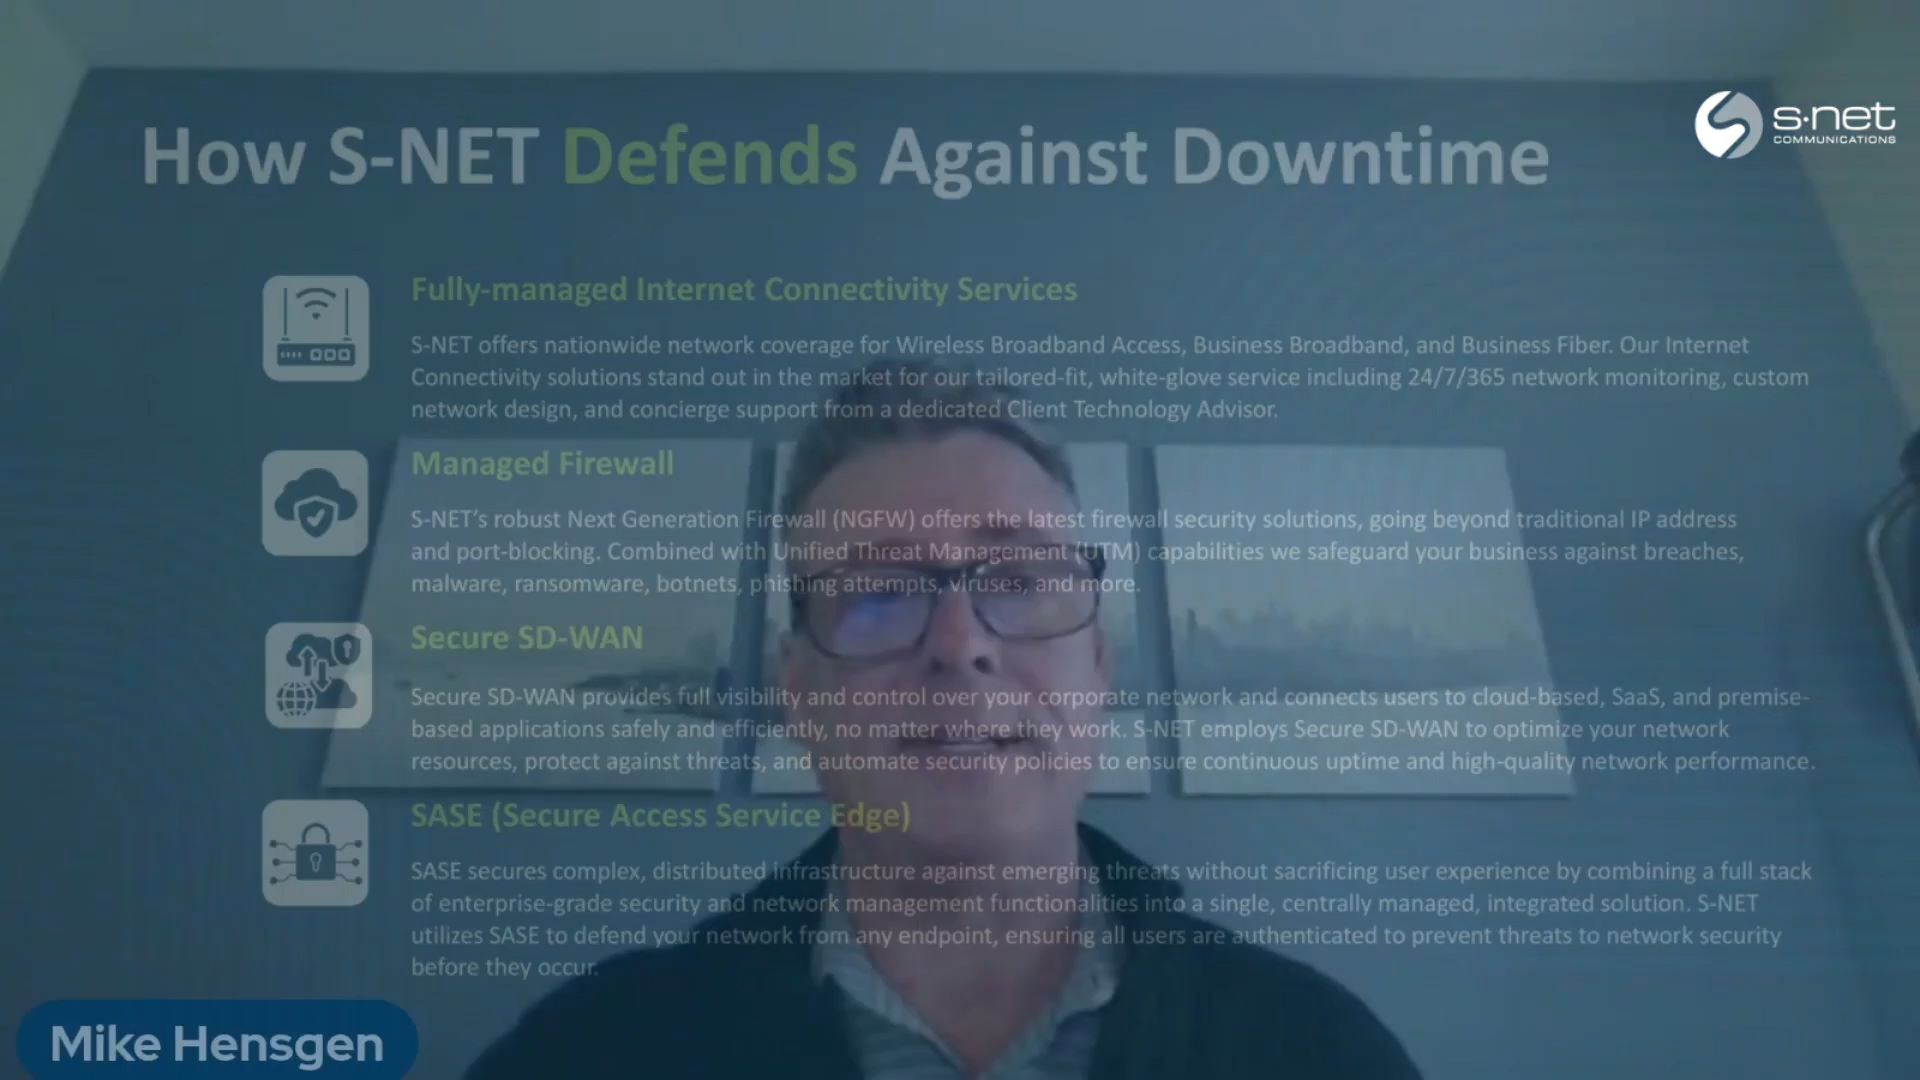 How S-NET Defends Against Downtime
s·net
COMMUNICATIONS
Fully-managed Internet Connectivity Services
S-NET offers nationwide network coverage for Wireless Broadband Access, Business Broadband, and Business Fiber. Our Internet
Connectivity solutions stand out in the market for our tailored-fit, white-glove service including 24/7/365 network monitoring, custom
network design, and concierge support from a dedicated Client Technology Advisor.
Managed Firewall
S-NET’s robust Next Generation Firewall (NGFW) offers the latest firewall security solutions, going beyond traditional IP address
and port-blocking. Combined with Unified Threat Management (UTM) capabilities we safeguard your business against breaches,
malware, ransomware, botnets, phishing attempts, viruses, and more.
Secure SD-WAN
Secure SD-WAN provides full visibility and control over your corporate network and connects users to cloud-based, SaaS, and premise-
based applications safely and efficiently, no matter where they work. S-NET employs Secure SD-WAN to optimize your network
resources, protect against threats, and automate security policies to ensure continuous uptime and high-quality network performance.
SASE (Secure Access Service Edge)
SASE secures complex, distributed infrastructure against emerging threats without sacrificing user experience by combining a full stack
of enterprise-grade security and network management functionalities into a single, centrally managed, integrated solution. S-NET
utilizes SASE to defend your network from any endpoint, ensuring all users are authenticated to prevent threats to network security
before they occur.
Mike Hensgen